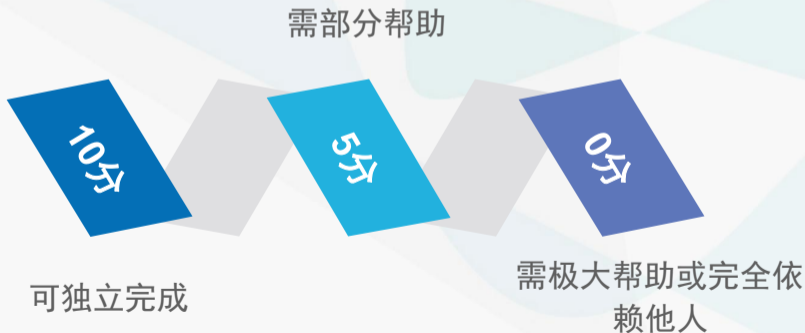 需部分帮助
10分
5分
0分
可独立完成
需极大帮助或完全依
赖他人